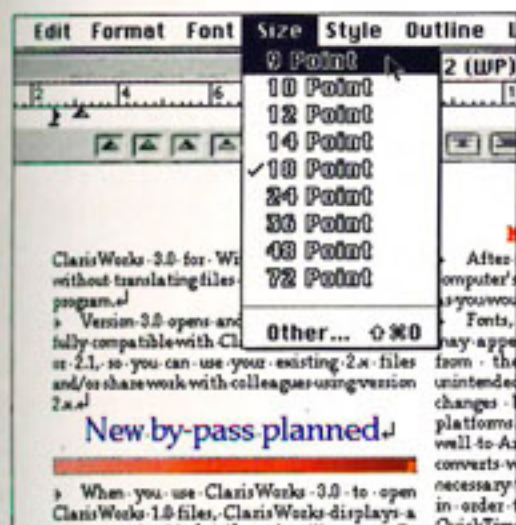 Edit Format Font Size Style Outline
2 (WP)
2 4 6
9 Point
10 Point
12 Point
14 Point
✓18 Point
24 Point
36 Point
48 Point
72 Point
Other... ⇧⌘O
ClarisWorks·3.0·for·Wi
without·translating·files·
program.↵
Version·3.0·opens·and
fully·compatible·with·Cl
or·2.1,·so·you·can·use·your·existing·2.x·files
and/or·share·work·with·colleagues·using·version
2.x.↵
New·by-pass·planned↵
When·you·use·ClarisWorks·3.0·to·open
ClarisWorks·1.0·files,·ClarisWorks·displays·a
After
omputer's
s·you·wou
Fonts,
may·appe
from·the
unintended
changes·
platforms
well·to·A
converts·
necessary
in·order·